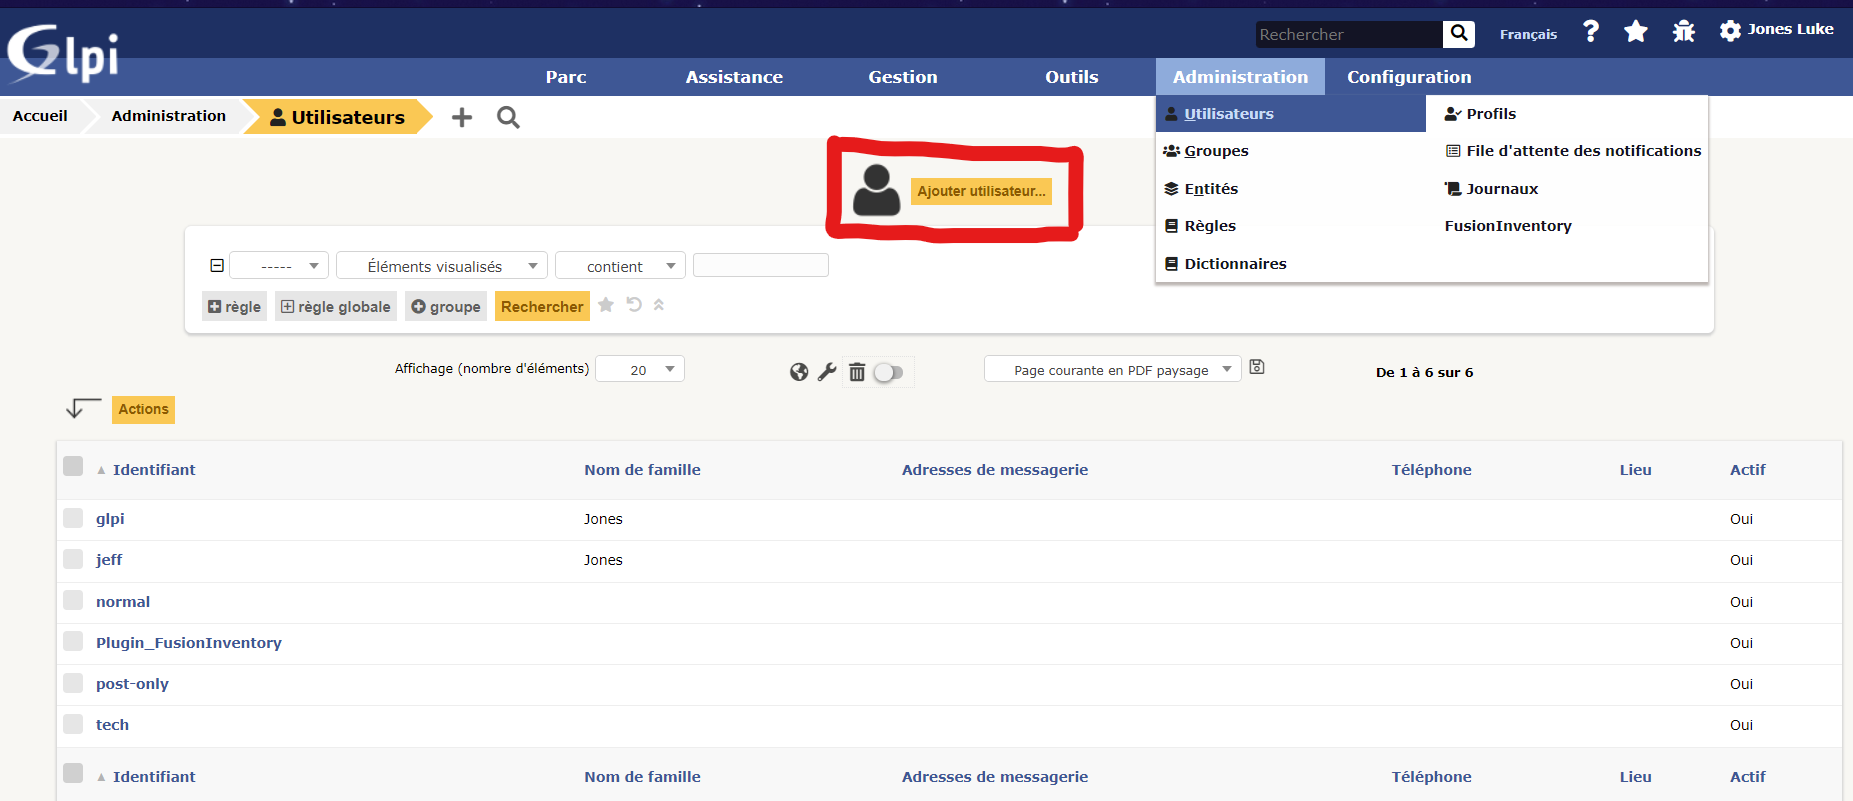 Glpi
Rechercher
Français
Jones Luke
Parc Assistance Gestion Outils Administration Configuration
Accueil Administration Utilisateurs
Utilisateurs Profils
Groupes File d'attente des notifications
Entités Journaux
Règles FusionInventory
Dictionnaires
Ajouter utilisateur...
----- Éléments visualisés contient
règle règle globale groupe Rechercher
Affichage (nombre d'éléments) 20 Page courante en PDF paysage De 1 à 6 sur 6
Actions
Identifiant Nom de famille Adresses de messagerie Téléphone Lieu Actif
glpi Jones Oui
jeff Jones Oui
normal Oui
Plugin_FusionInventory Oui
post-only Oui
tech Oui
Identifiant Nom de famille Adresses de messagerie Téléphone Lieu Actif